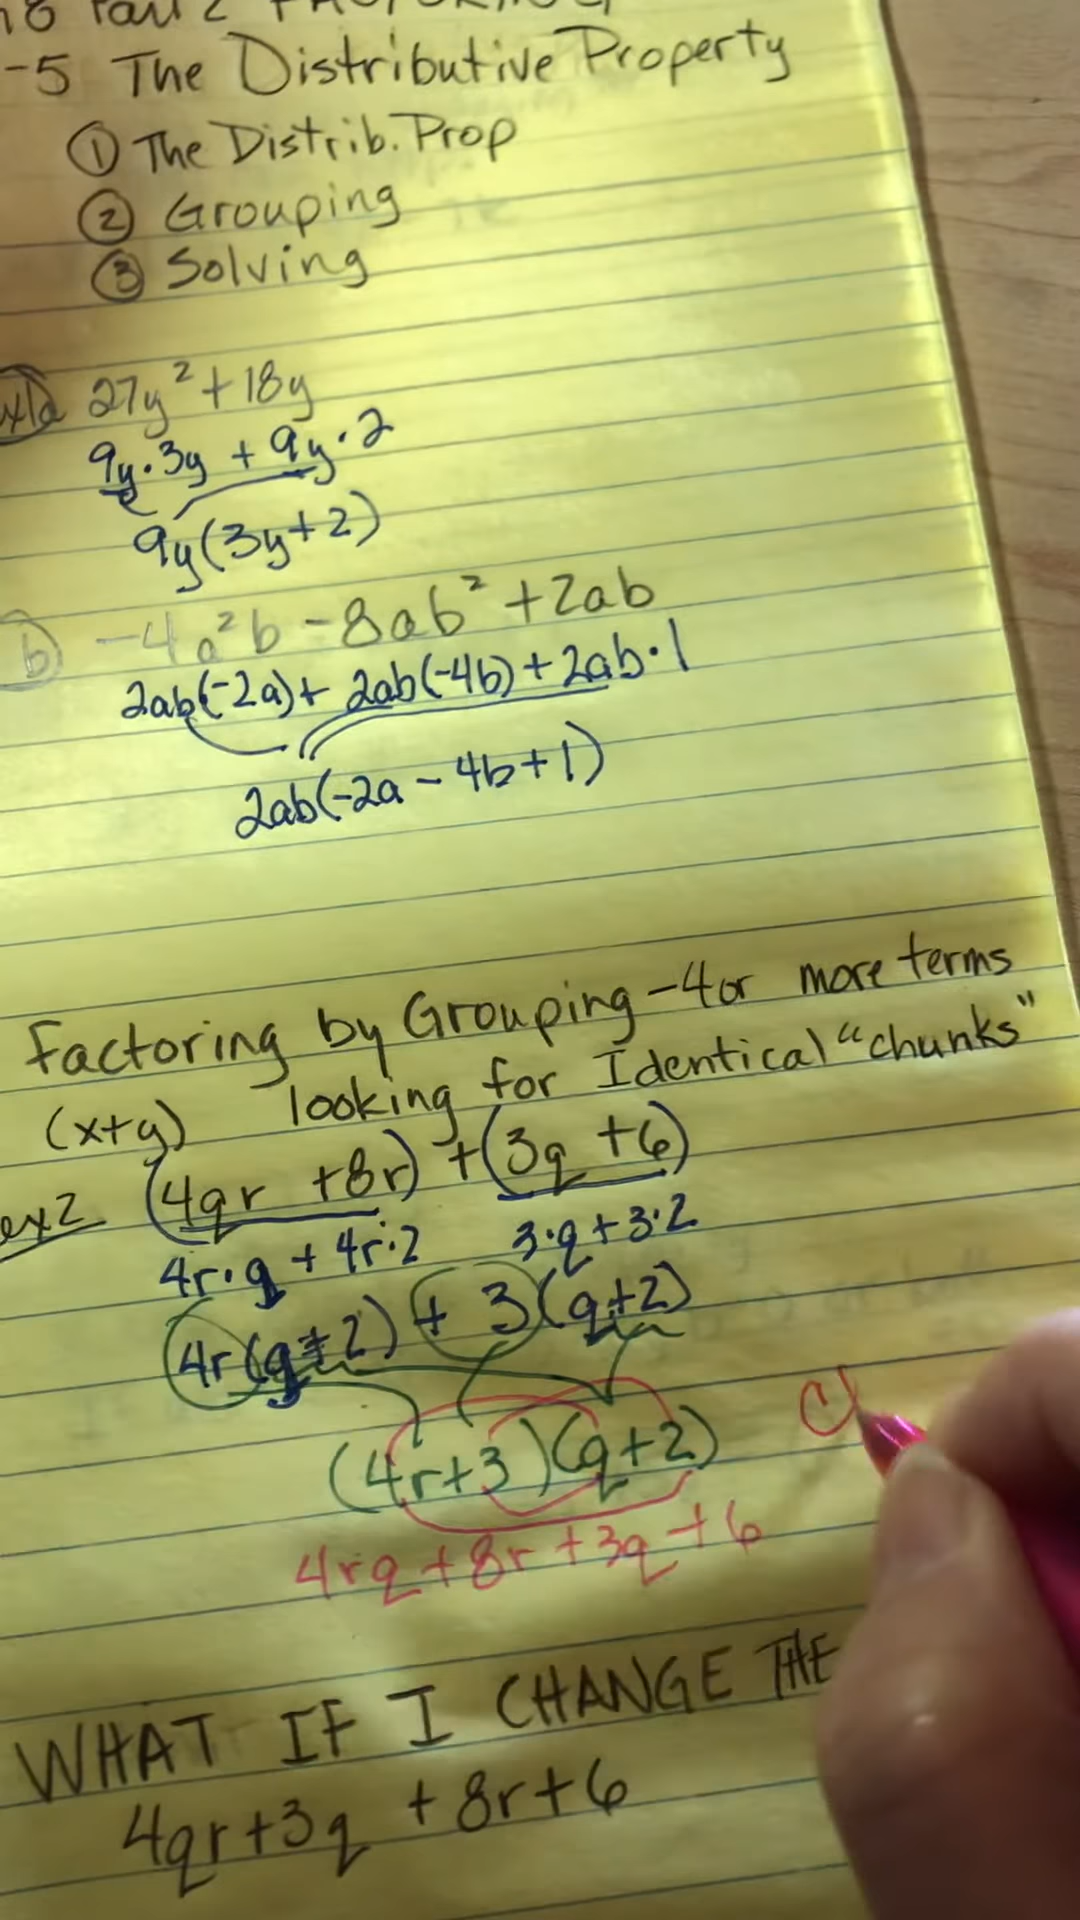 Part 2 FACTORING
-5 The Distributive Property
① The Distrib. Prop
② Grouping
③ Solving
27y² + 18y
9y·3y + 9y·2
9y(3y+2)
b) -4a²b - 8ab² + 2ab
2ab(-2a) + 2ab(-4b) + 2ab·1
2ab(-2a - 4b + 1)
Factoring by Grouping - 4 or more terms
(x+y) looking for Identical "chunks"
ex2 (4qr + 8r) + (3q + 6)
4r·q + 4r·2 3·q + 3·2
4r(q+2) + 3(q+2)
(4r+3)(q+2)
4rq + 8r + 3q + 6
WHAT IF I CHANGE THE
4qr + 3q + 8r + 6